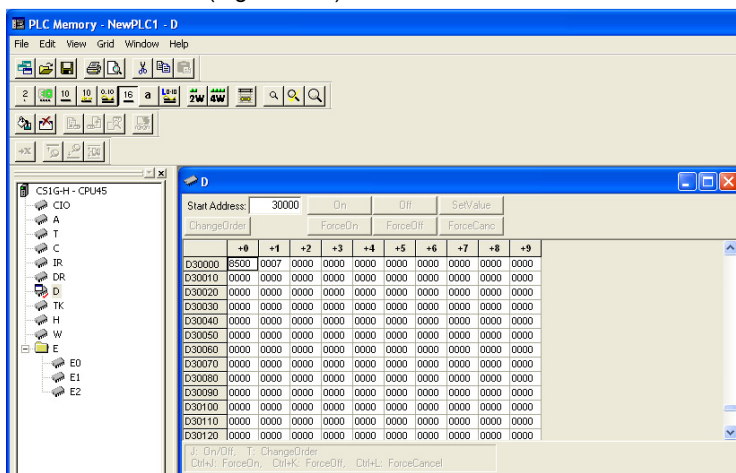 PLC Memory - NewPLC1 - D
File Edit View Grid Window Help
2 10 10 0.10 16 a 2W 4W
CS1G-H - CPU45
CIO
A
T
C
IR
DR
D
TK
H
W
E
E0
E1
E2
D
Start Address: 30000 On Off SetValue
ChangeOrder ForceOn ForceOff ForceCanc
+0 +1 +2 +3 +4 +5 +6 +7 +8 +9
D30000 8500 0007 0000 0000 0000 0000 0000 0000 0000 0000
D30010 0000 0000 0000 0000 0000 0000 0000 0000 0000 0000
D30020 0000 0000 0000 0000 0000 0000 0000 0000 0000 0000
D30030 0000 0000 0000 0000 0000 0000 0000 0000 0000 0000
D30040 0000 0000 0000 0000 0000 0000 0000 0000 0000 0000
D30050 0000 0000 0000 0000 0000 0000 0000 0000 0000 0000
D30060 0000 0000 0000 0000 0000 0000 0000 0000 0000 0000
D30070 0000 0000 0000 0000 0000 0000 0000 0000 0000 0000
D30080 0000 0000 0000 0000 0000 0000 0000 0000 0000 0000
D30090 0000 0000 0000 0000 0000 0000 0000 0000 0000 0000
D30100 0000 0000 0000 0000 0000 0000 0000 0000 0000 0000
D30110 0000 0000 0000 0000 0000 0000 0000 0000 0000 0000
D30120 0000 0000 0000 0000 0000 0000 0000 0000 0000 0000
J: On/Off, T: ChangeOrder
Ctrl+J: ForceOn, Ctrl+K: ForceOff, Ctrl+L: ForceCancel